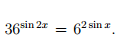 36^{\sin 2x} = 6^{2 \sin x}.